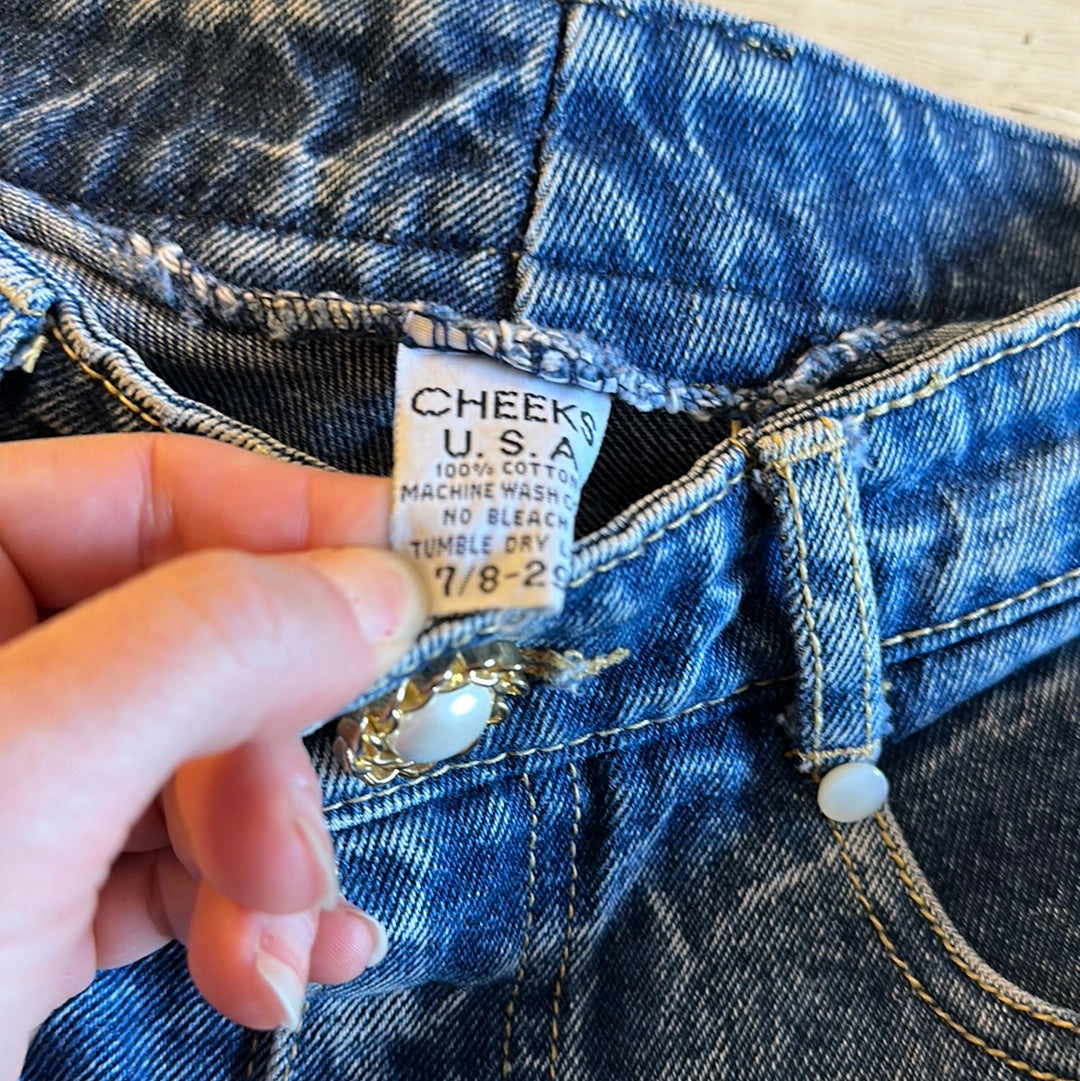 CHEEKS
U.S.A
100% COTTON
MACHINE WASH
NO BLEACH
TUMBLE DRY
7/8-29